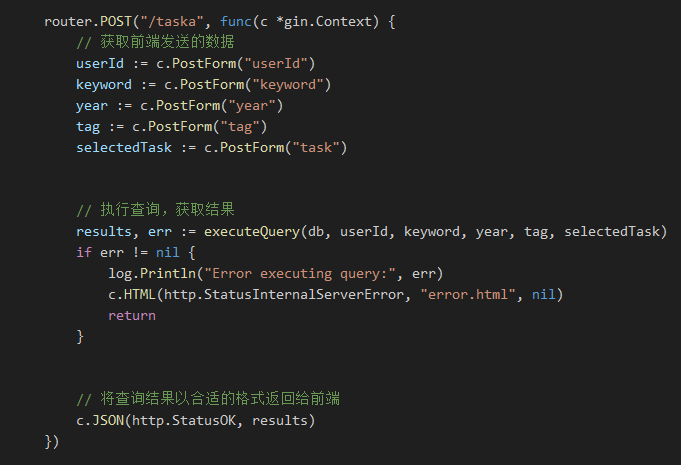 router.POST("/taska", func(c *gin.Context) {
// 获取前端发送的数据
userId := c.PostForm("userId")
keyword := c.PostForm("keyword")
year := c.PostForm("year")
tag := c.PostForm("tag")
selectedTask := c.PostForm("task")
// 执行查询，获取结果
results, err := executeQuery(db, userId, keyword, year, tag, selectedTask)
if err != nil {
log.Println("Error executing query:", err)
c.HTML(http.StatusInternalServerError, "error.html", nil)
return
}
// 将查询结果以合适的格式返回给前端
c.JSON(http.StatusOK, results)
})